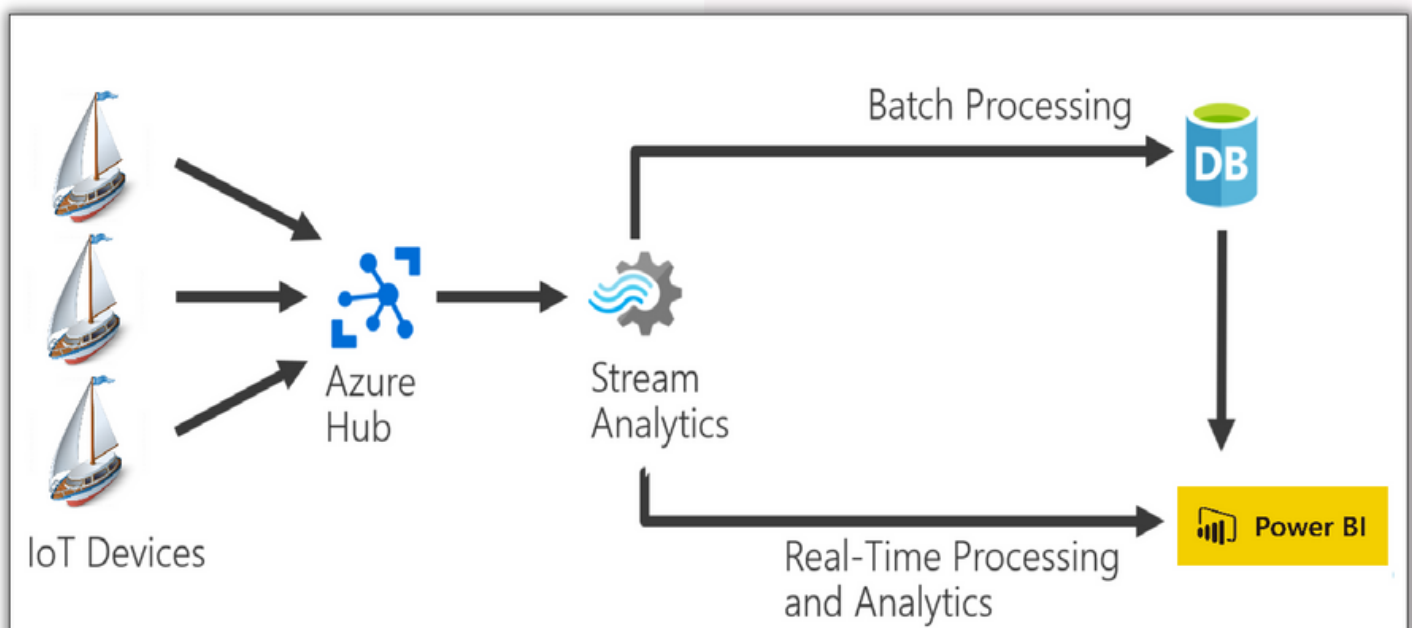 Batch Processing
DB
Azure
Hub
Stream
Analytics
Power BI
IoT Devices
Real-Time Processing
and Analytics